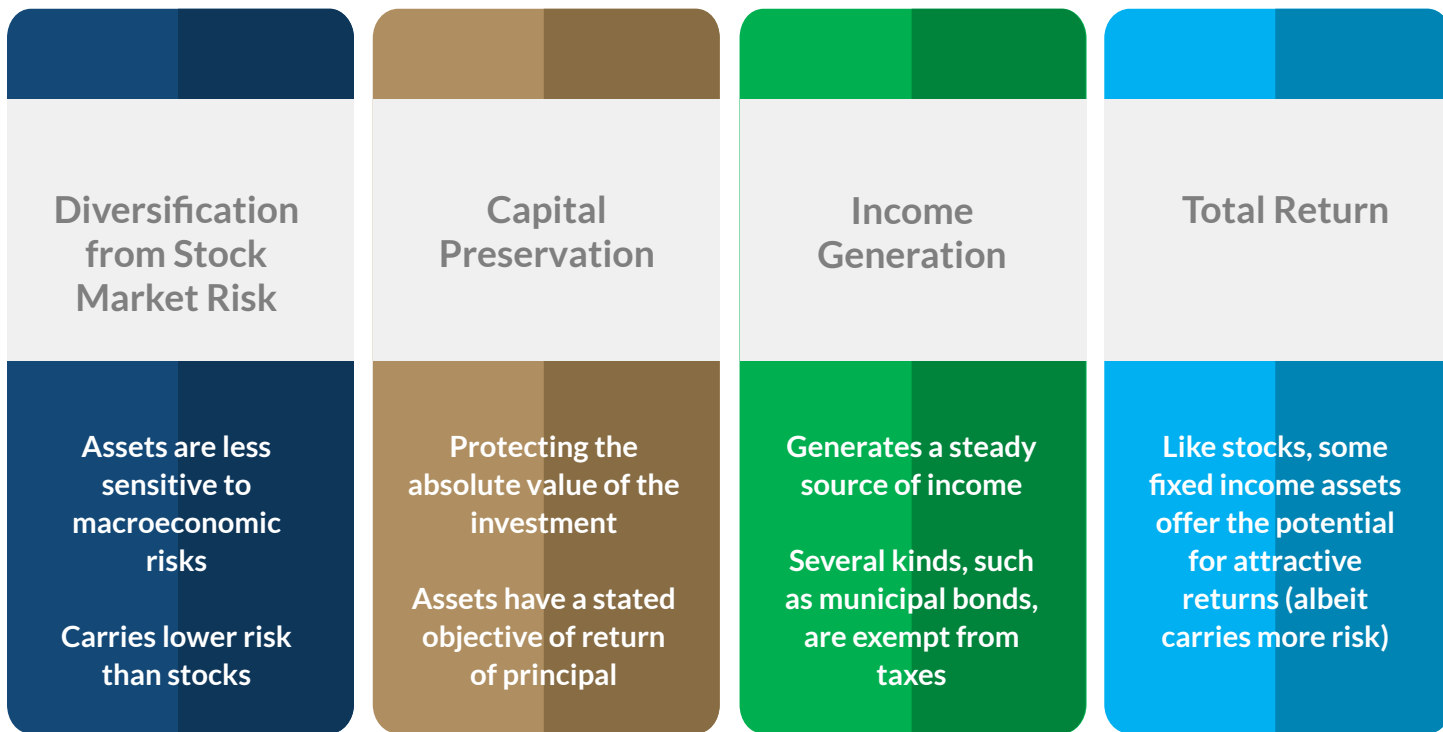 Diversification
from Stock
Market Risk
Assets are less
sensitive to
macroeconomic
risks
Carries lower risk
than stocks
Capital
Preservation
Protecting the
absolute value of the
investment
Assets have a stated
objective of return
of principal
Income
Generation
Generates a steady
source of income
Several kinds, such
as municipal bonds,
are exempt from
taxes
Total Return
Like stocks, some
fixed income assets
offer the potential
for attractive
returns (albeit
carries more risk)